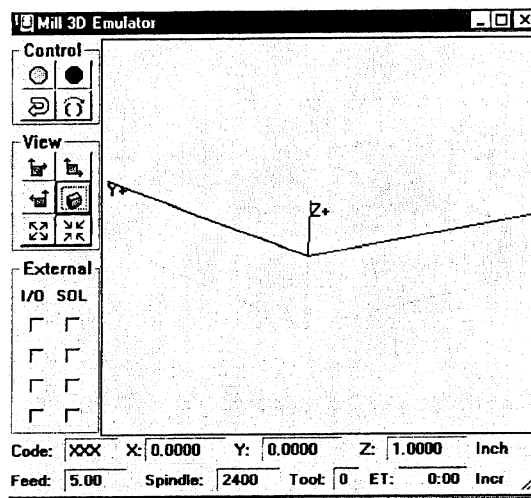 Mill 3D Emulator
Control
View
Y+
Z+
External
I/O SOL
Code: XXX X: 0.0000 Y: 0.0000 Z: 1.0000 Inch
Feed: 5.00 Spindle: 2400 Tool: 0 ET: 0:00 Incr